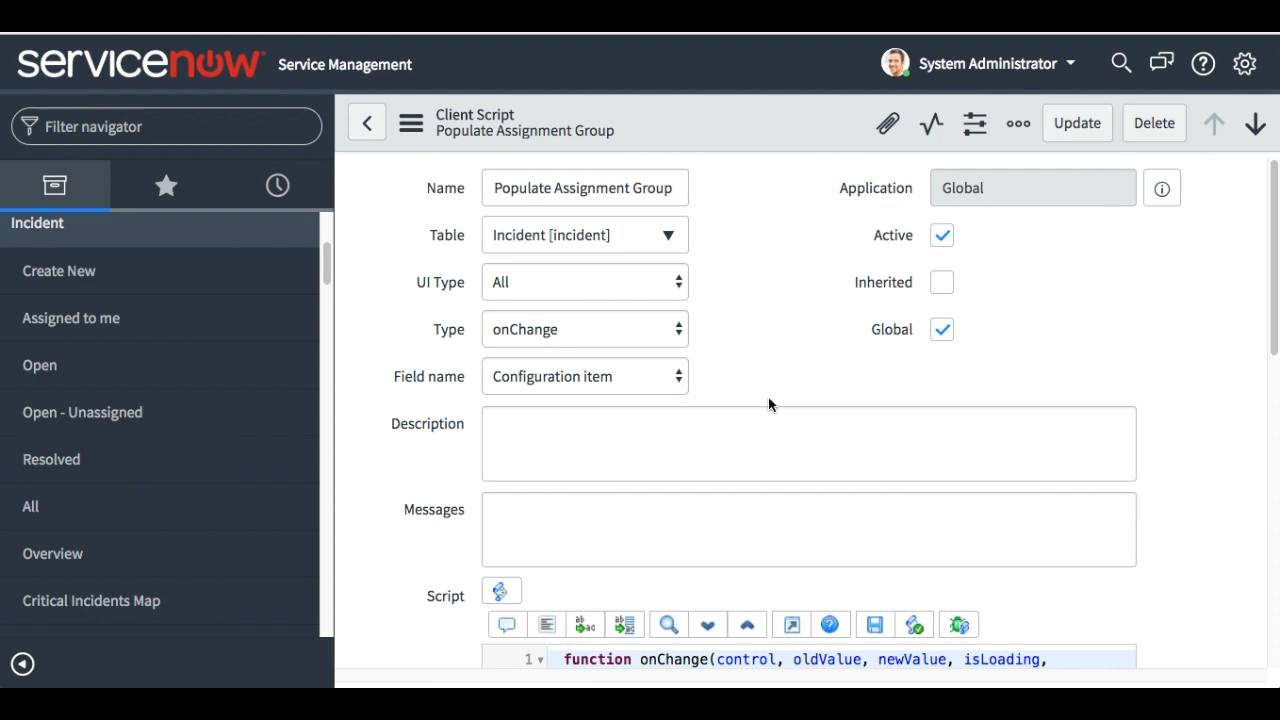 servicenow Service Management
System Administrator
Filter navigator
Incident
Create New
Assigned to me
Open
Open - Unassigned
Resolved
All
Overview
Critical Incidents Map
Client Script
Populate Assignment Group
Update
Delete
Name Populate Assignment Group
Application Global
Table Incident [incident]
Active
UI Type All
Inherited
Type onChange
Global
Field name Configuration item
Description
Messages
Script
1 function onChange(control, oldValue, newValue, isLoading,